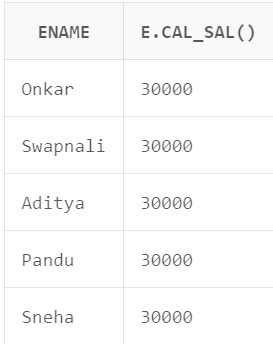 ENAME E.CAL_SAL()
Onkar 30000
Swapnali 30000
Aditya 30000
Pandu 30000
Sneha 30000